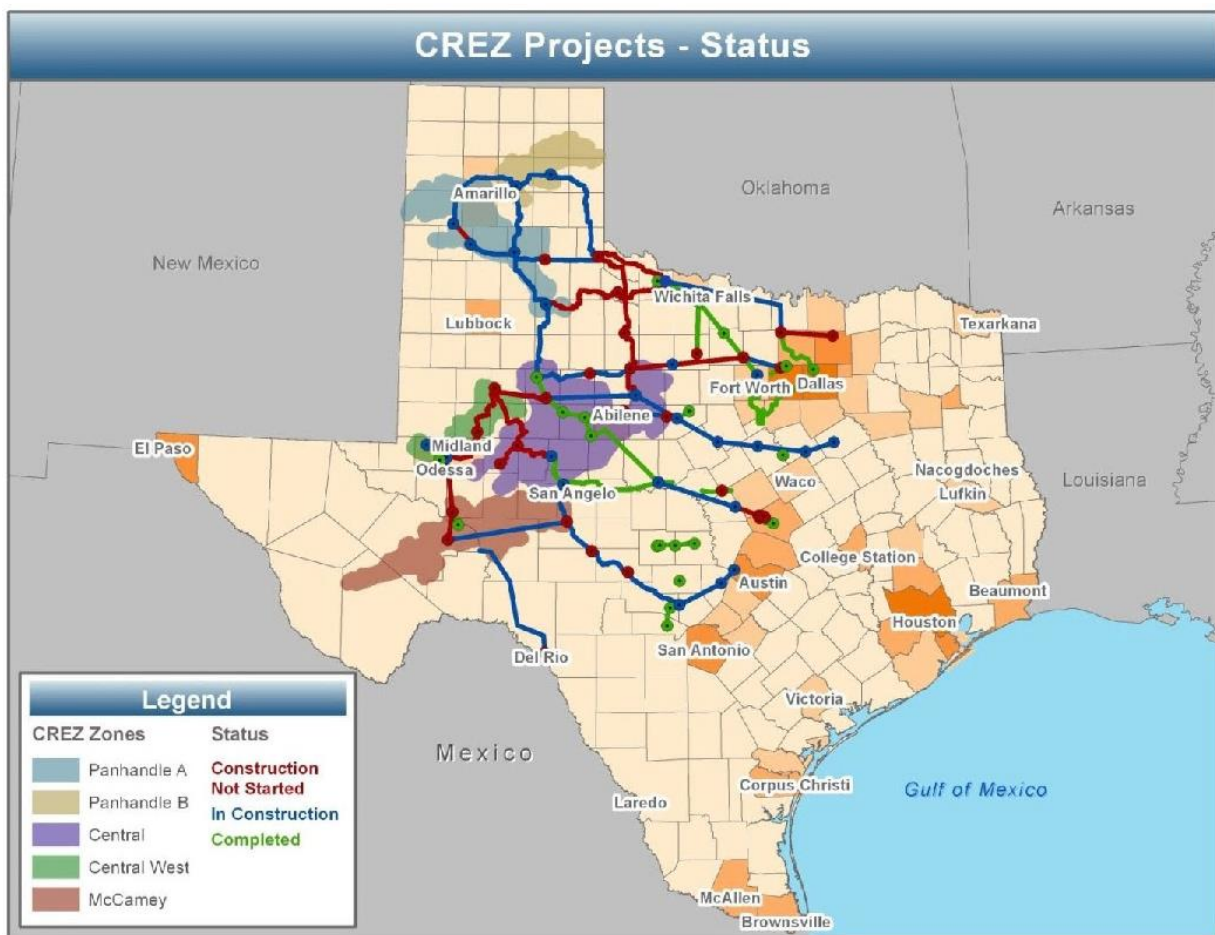 CREZ Projects - Status
Oklahoma
Amarillo
Arkansas
New Mexico
Wichita Falls
Lubbock
Texarkana
Fort Worth
Dallas
Abilene
El Paso
Midland
Odessa
Nacogdoches
Waco
Louisiana
San Angelo
Lufkin
College Station
Austin
Beaumont
Houston
Del Rio
San Antonio
Victoria
Mexico
Corpus Christi
Gulf of Mexico
Laredo
McAllen
Brownsville
Legend
CREZ Zones
Panhandle A
Panhandle B
Central
Central West
McCamey
Status
Construction
Not Started
In Construction
Completed